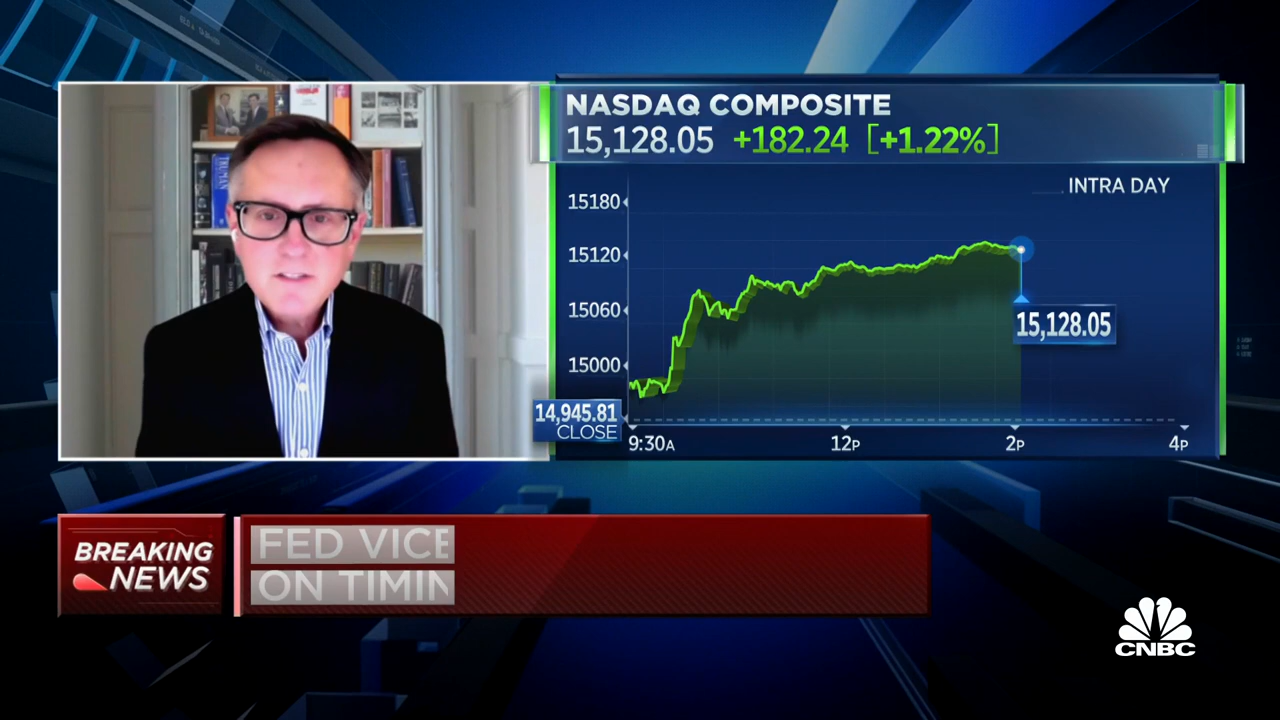 NASDAQ COMPOSITE
15,128.05 +182.24 [+1.22%]
INTRA DAY
15180
15120
15060
15000
15,128.05
14,945.81
CLOSE
9:30A 12P 2P 4P
BREAKING
NEWS
FED VICE
ON TIMIN
CNBC